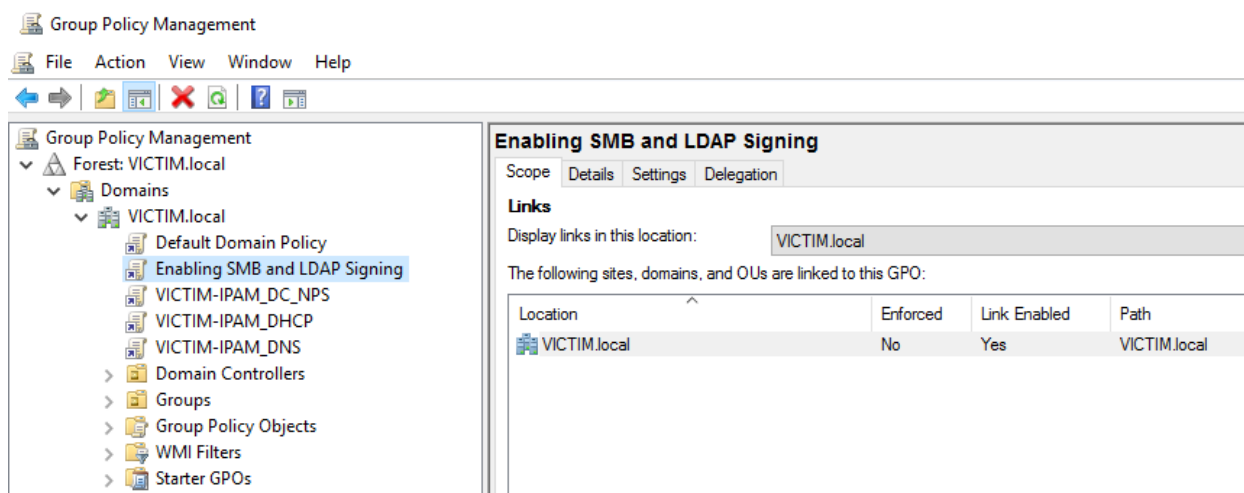 Group Policy Management
File Action View Window Help
Group Policy Management
Forest: VICTIM.local
Domains
VICTIM.local
Default Domain Policy
Enabling SMB and LDAP Signing
VICTIM-IPAM_DC_NPS
VICTIM-IPAM_DHCP
VICTIM-IPAM_DNS
Domain Controllers
Groups
Group Policy Objects
WMI Filters
Starter GPOs
Enabling SMB and LDAP Signing
Scope Details Settings Delegation
Links
Display links in this location: VICTIM.local
The following sites, domains, and OUs are linked to this GPO:
Location Enforced Link Enabled Path
VICTIM.local No Yes VICTIM.local